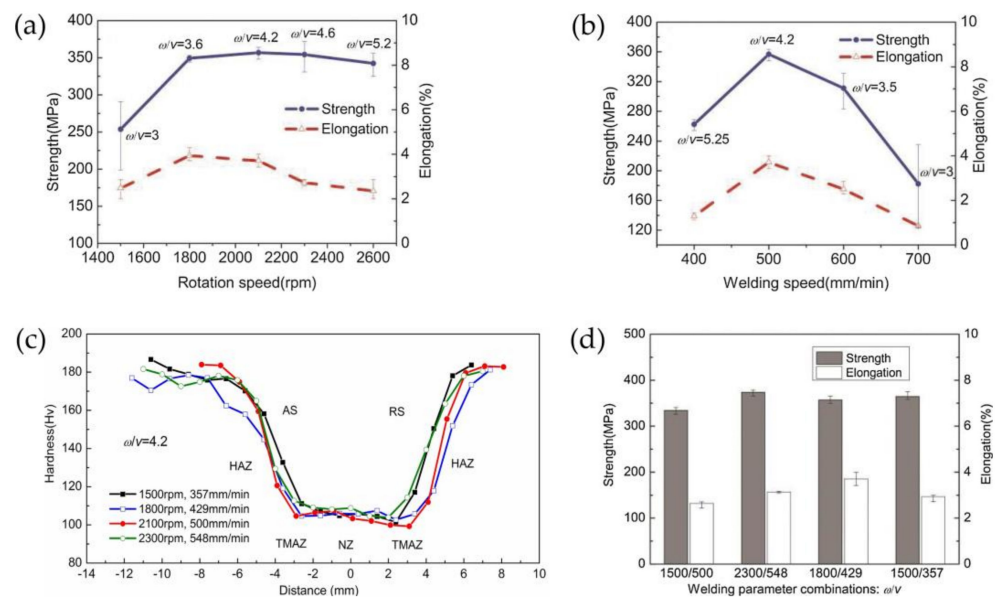 (a)
400
350
300
250
200
150
100
Strength(MPa)
ω/v=3.6
ω/v=4.2
ω/v=4.6
ω/v=5.2
ω/v=3
Strength
Elongation
10
8
6
4
2
0
Elongation(%)
1400 1600 1800 2000 2200 2400 2600
Rotation speed(rpm)
(b)
400
360
320
280
240
200
160
120
Strength(MPa)
ω/v=4.2
ω/v=3.5
ω/v=5.25
ω/v=3
Strength
Elongation
10
8
6
4
2
0
Elongation(%)
400 500 600 700
Welding speed(mm/min)
(c)
200
180
160
140
120
100
80
Hardness(Hv)
AS
RS
ω/v=4.2
HAZ
HAZ
1500rpm, 357mm/min
1800rpm, 429mm/min
2100rpm, 500mm/min
2300rpm, 548mm/min
TMAZ NZ TMAZ
-14 -12 -10 -8 -6 -4 -2 0 2 4 6 8 10
Distance (mm)
(d)
500
400
300
200
100
0
Strength(MPa)
Strength
Elongation
10
8
6
4
2
0
Elongation(%)
1500/500 2300/548 1800/429 1500/357
Welding parameter combinations: ω/v